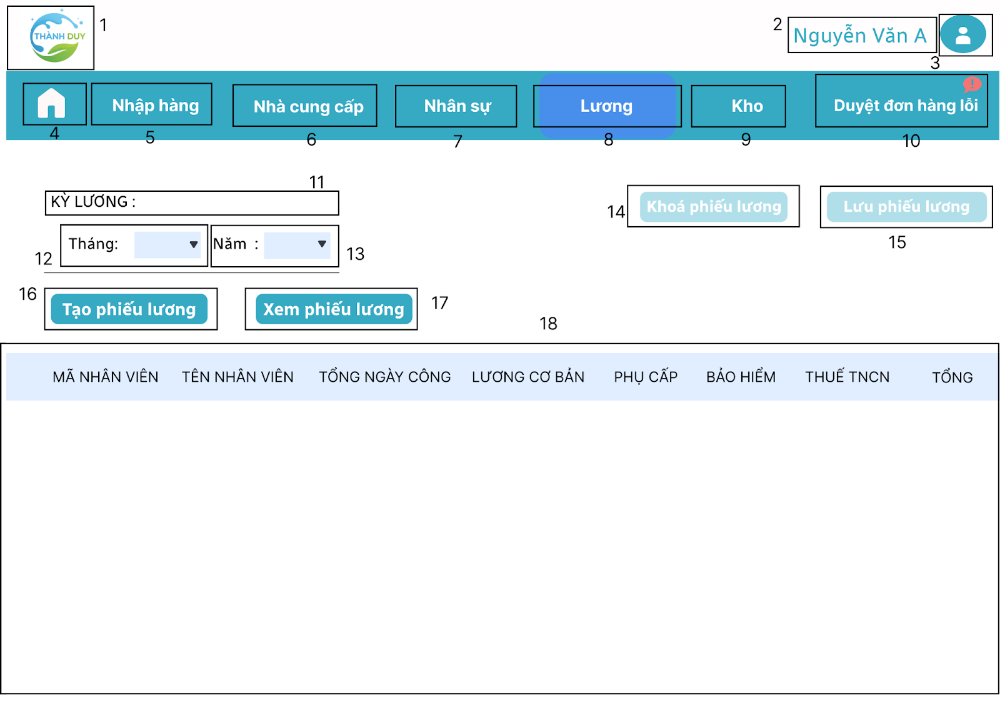 THÀNH DUY
1
2
Nguyễn Văn A
3
Nhập hàng
Nhà cung cấp
Nhân sự
Lương
Kho
Duyệt đơn hàng lỗi
4
5
6
7
8
9
10
11
KỲ LƯƠNG :
12
Tháng:
Năm :
13
14
Khoá phiếu lương
Lưu phiếu lương
15
16
Tạo phiếu lương
Xem phiếu lương
17
18
MÃ NHÂN VIÊN
TÊN NHÂN VIÊN
TỔNG NGÀY CÔNG
LƯƠNG CƠ BẢN
PHỤ CẤP
BẢO HIỂM
THUẾ TNCN
TỔNG